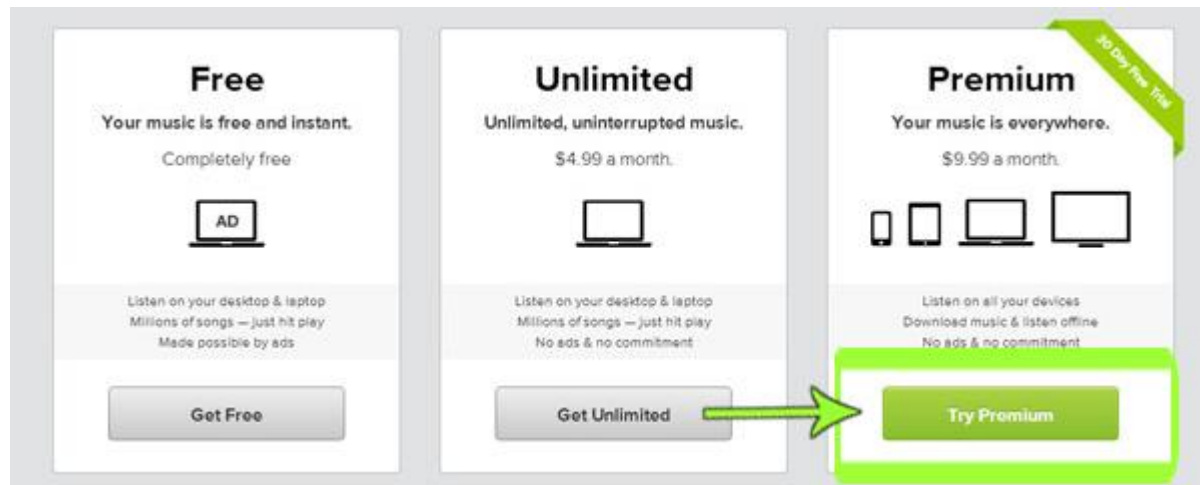 Free
Your music is free and instant.
Completely free
AD
Listen on your desktop & laptop
Millions of songs — just hit play
Made possible by ads
Get Free
Unlimited
Unlimited, uninterrupted music.
$4.99 a month.
Listen on your desktop & laptop
Millions of songs — just hit play
No ads & no commitment
Get Unlimited
30 Day Free Trial
Premium
Your music is everywhere.
$9.99 a month.
Listen on all your devices
Download music & listen offline
No ads & no commitment
Try Premium